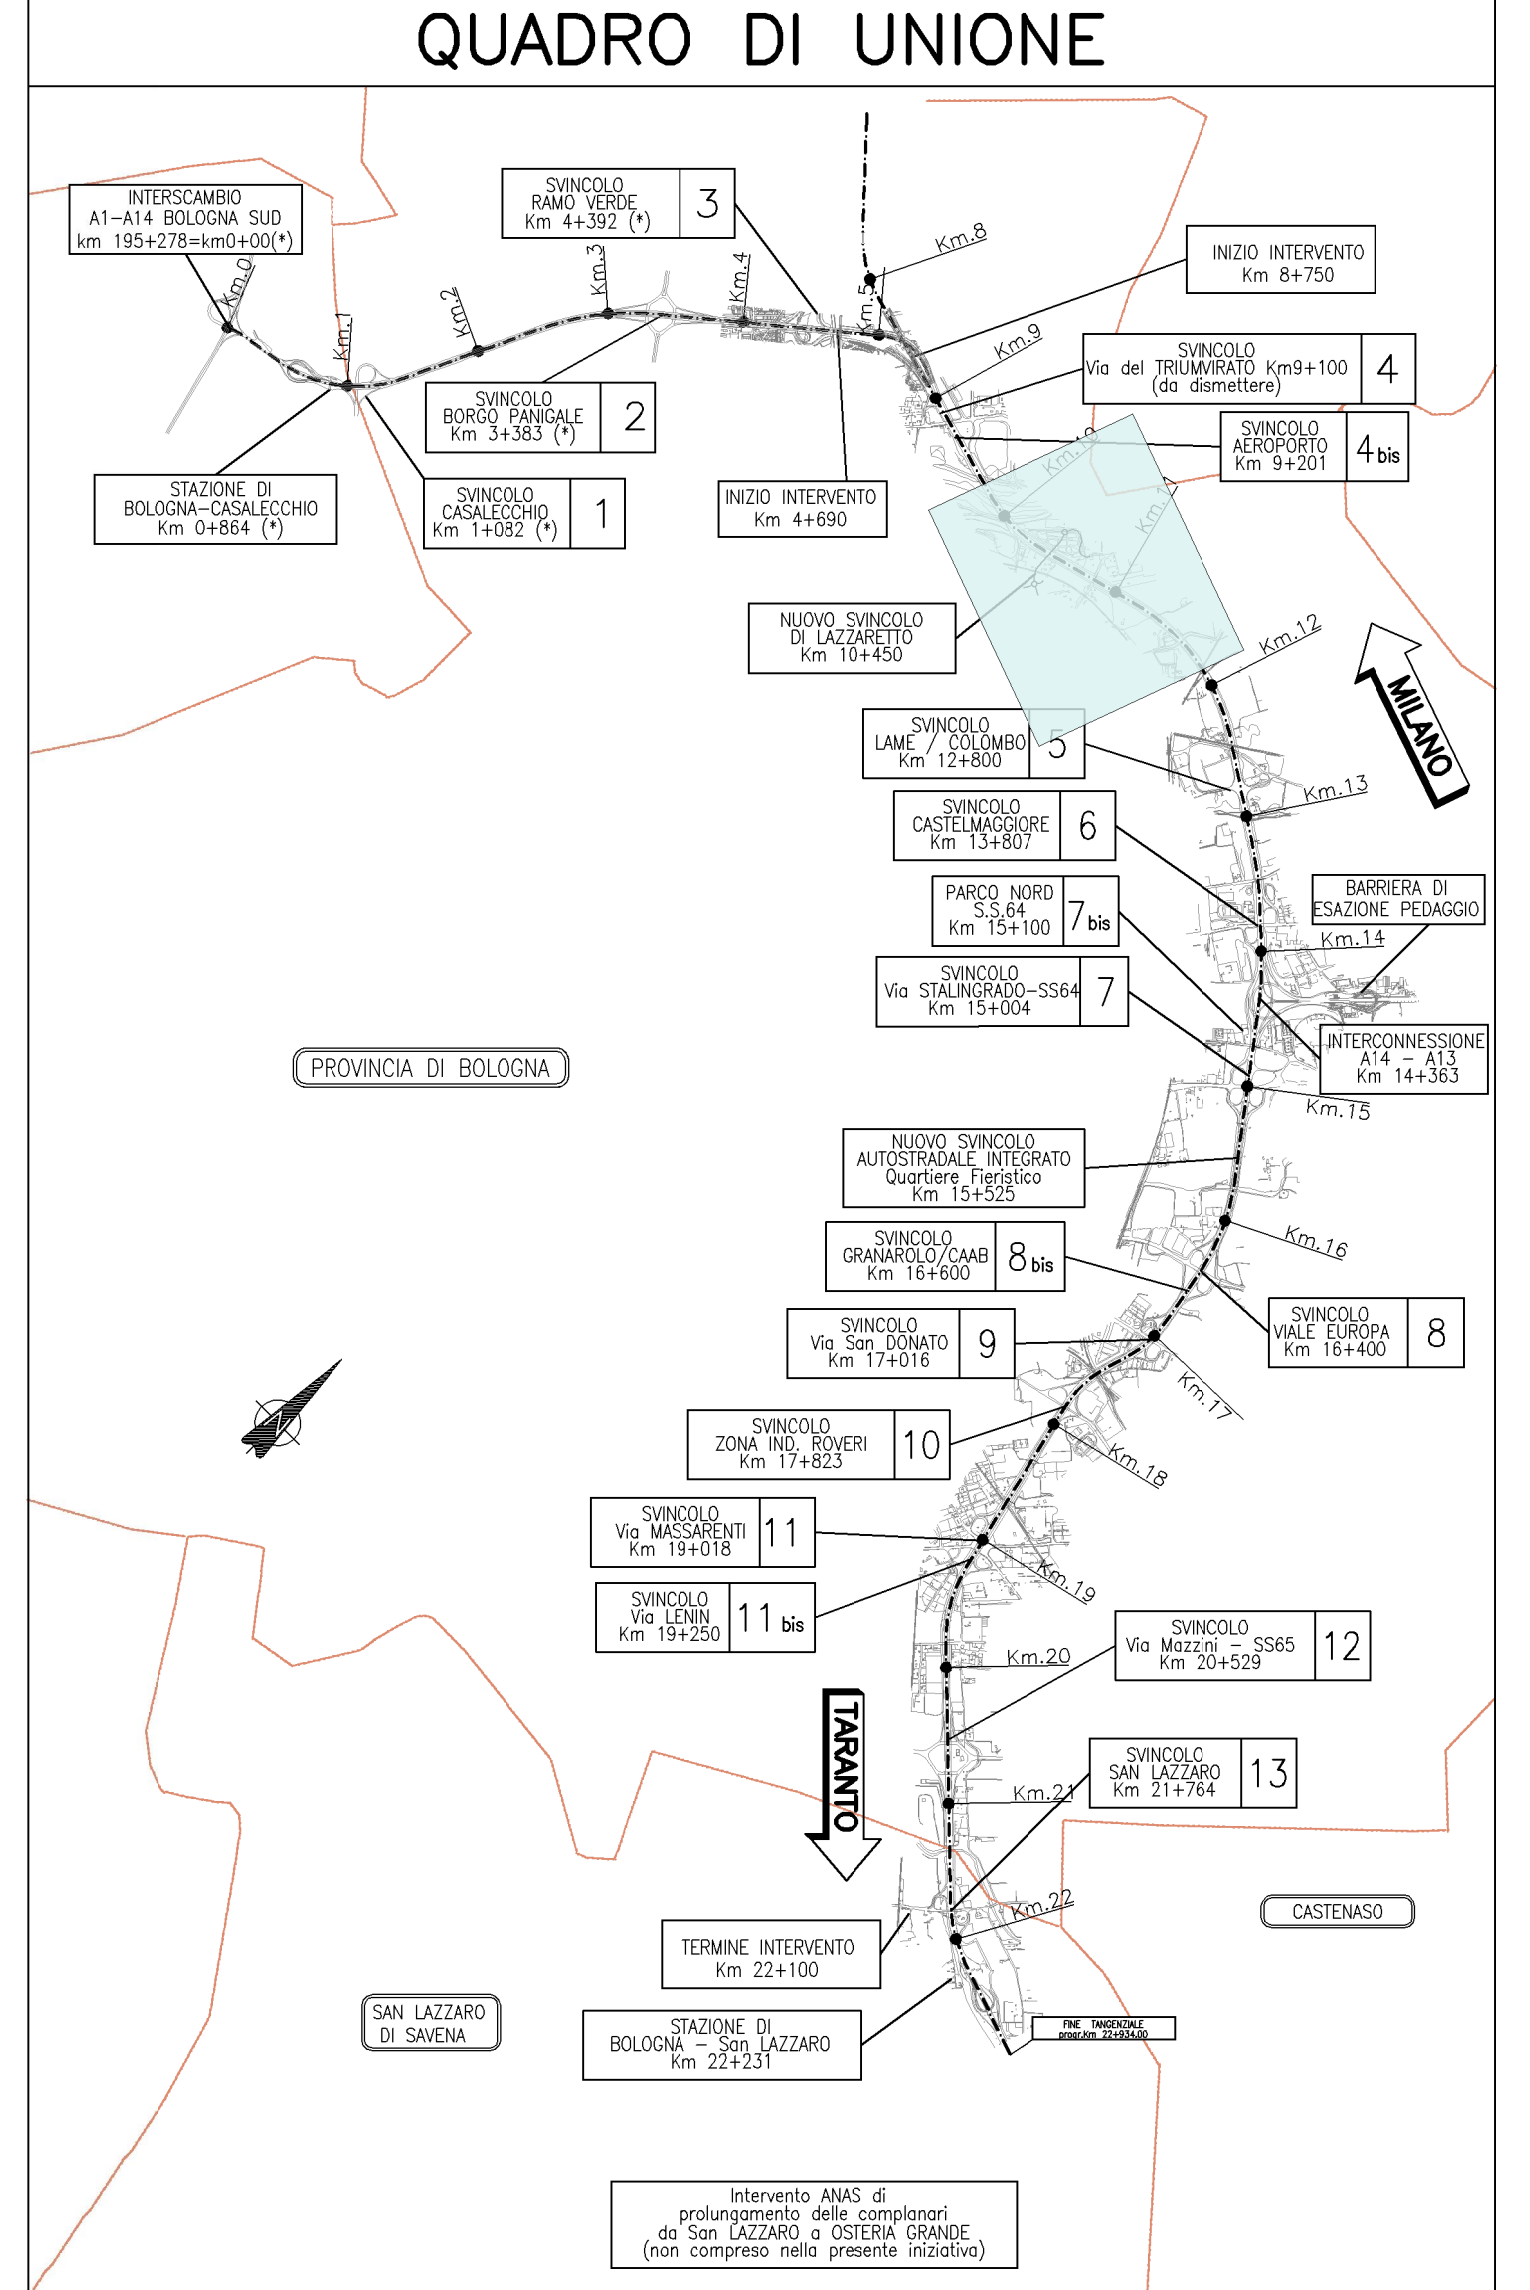 QUADRO DI UNIONE
INTERSCAMBIO
A1-A14 BOLOGNA SUD
km 195+278=km0+00(*)
SVINCOLO
RAMO VERDE
Km 4+392 (*)
3
Km.0
Km.1
Km.2
Km.3
Km.4
Km.5
Km.8
INIZIO INTERVENTO
Km 8+750
Km.9
SVINCOLO
Via del TRIUMVIRATO Km9+100
(da dismettere)
4
SVINCOLO
BORGO PANIGALE
Km 3+383 (*)
2
SVINCOLO
AEROPORTO
Km 9+201
4 bis
Km.10
STAZIONE DI
BOLOGNA-CASALECCHIO
Km 0+864 (*)
SVINCOLO
CASALECCHIO
Km 1+082 (*)
1
INIZIO INTERVENTO
Km 4+690
NUOVO SVINCOLO
DI LAZZARETTO
Km 10+450
Km.12
MILANO
SVINCOLO
LAME / COLOMBO
Km 12+800
5
Km.13
SVINCOLO
CASTELMAGGIORE
Km 13+807
6
PARCO NORD
S.S.64
Km 15+100
7 bis
BARRIERA DI
ESAZIONE PEDAGGIO
Km.14
SVINCOLO
Via STALINGRADO-SS64
Km 15+004
7
INTERCONNESSIONE
A14 - A13
Km 14+363
PROVINCIA DI BOLOGNA
Km.15
NUOVO SVINCOLO
AUTOSTRADALE INTEGRATO
Quartiere Fieristico
Km 15+525
Km.16
SVINCOLO
GRANAROLO/CAAB
Km 16+600
8 bis
SVINCOLO
VIALE EUROPA
Km 16+400
8
SVINCOLO
Via San DONATO
Km 17+016
9
Km.17
SVINCOLO
ZONA IND. ROVERI
Km 17+823
10
Km.18
SVINCOLO
Via MASSARENTI
Km 19+018
11
Km.19
SVINCOLO
Via LENIN
Km 19+250
11 bis
SVINCOLO
Via Mazzini - SS65
Km 20+529
12
Km.20
TARANTO
SVINCOLO
SAN LAZZARO
Km 21+764
13
Km.21
Km.22
CASTENASO
TERMINE INTERVENTO
Km 22+100
SAN LAZZARO
DI SAVENA
STAZIONE DI
BOLOGNA - San LAZZARO
Km 22+231
FINE TANGENZIALE
progr.Km 22+934.00
Intervento ANAS di
prolungamento delle complanari
da San LAZZARO a OSTERIA GRANDE
(non compreso nella presente iniziativa)